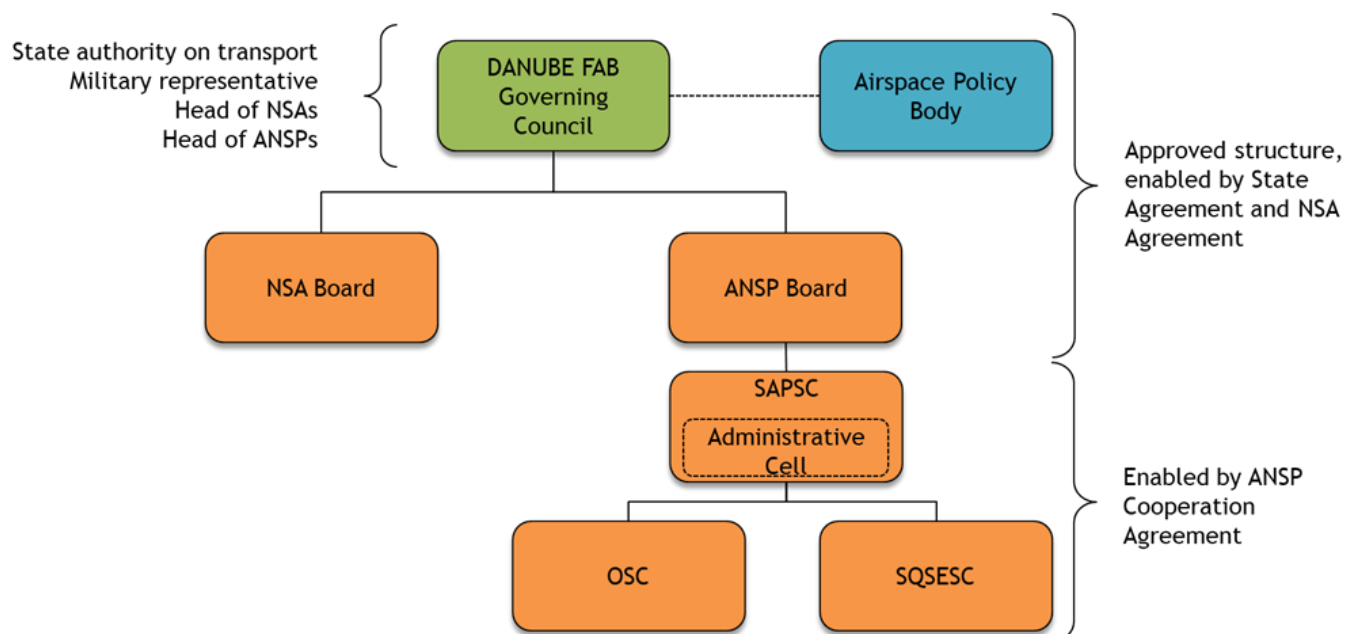 State authority on transport
Military representative
Head of NSAs
Head of ANSPs
DANUBE FAB
Governing
Council
Airspace Policy
Body
Approved structure,
enabled by State
Agreement and NSA
Agreement
NSA Board
ANSP Board
SAPSC
Administrative
Cell
Enabled by ANSP
Cooperation
Agreement
OSC
SQSESC